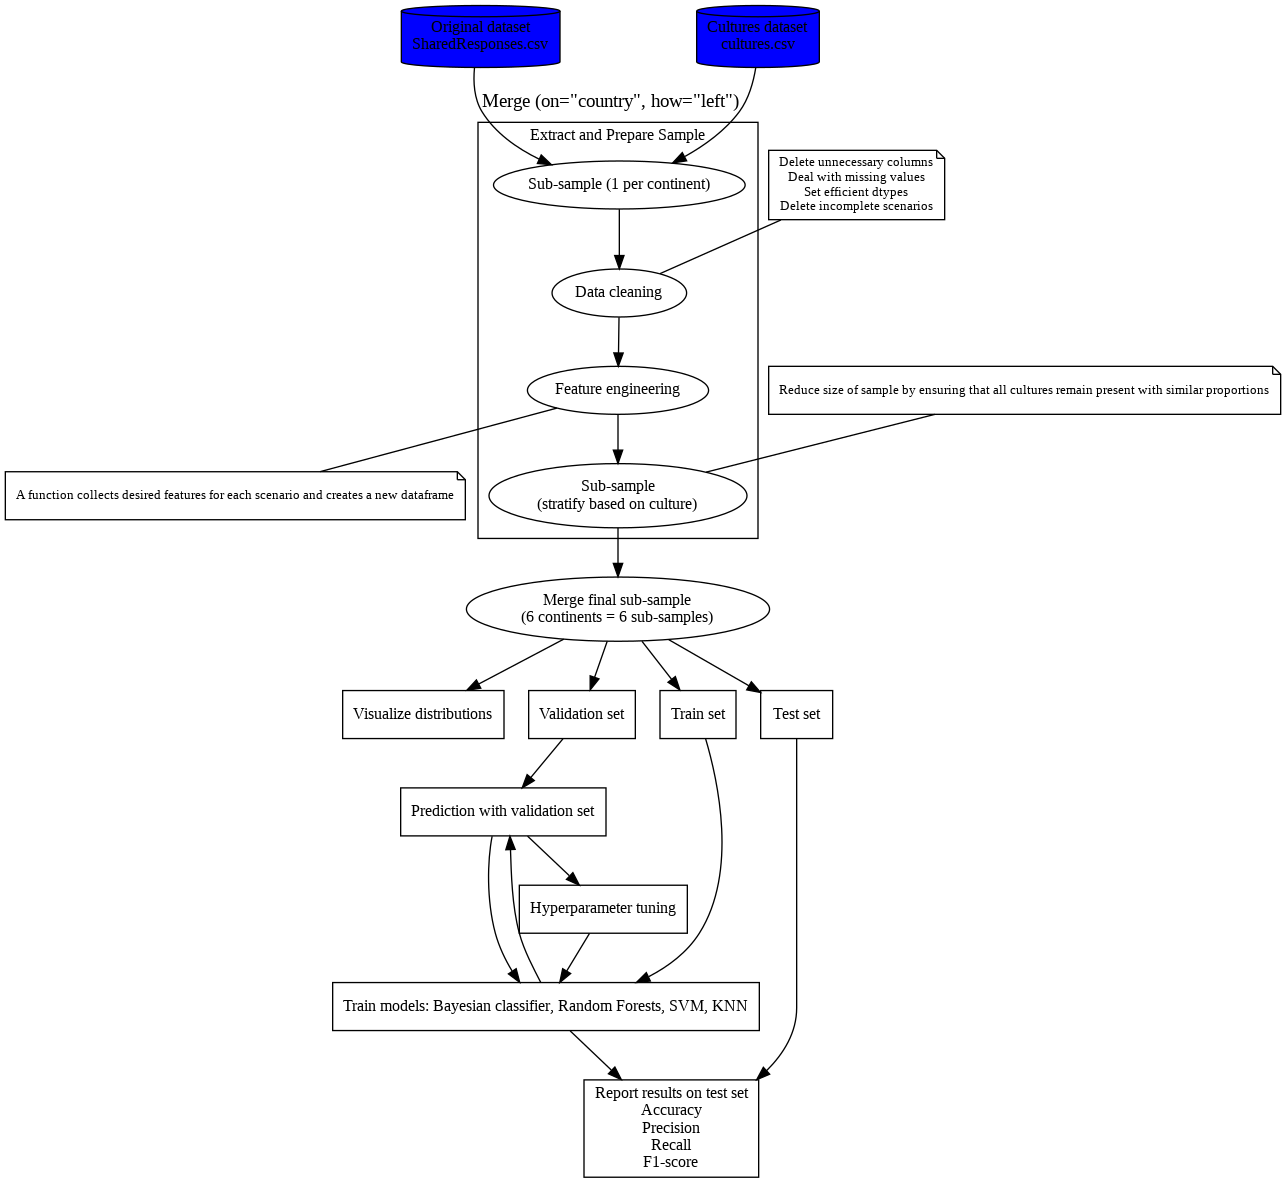 Original dataset
SharedResponses.csv
Cultures dataset
cultures.csv
Merge (on="country", how="left")
Extract and Prepare Sample
Sub-sample (1 per continent)
Delete unnecessary columns
Deal with missing values
Set efficient dtypes
Delete incomplete scenarios
Data cleaning
Feature engineering
Reduce size of sample by ensuring that all cultures remain present with similar proportions
A function collects desired features for each scenario and creates a new dataframe
Sub-sample
(stratify based on culture)
Merge final sub-sample
(6 continents = 6 sub-samples)
Visualize distributions
Validation set
Train set
Test set
Prediction with validation set
Hyperparameter tuning
Train models: Bayesian classifier, Random Forests, SVM, KNN
Report results on test set
Accuracy
Precision
Recall
F1-score